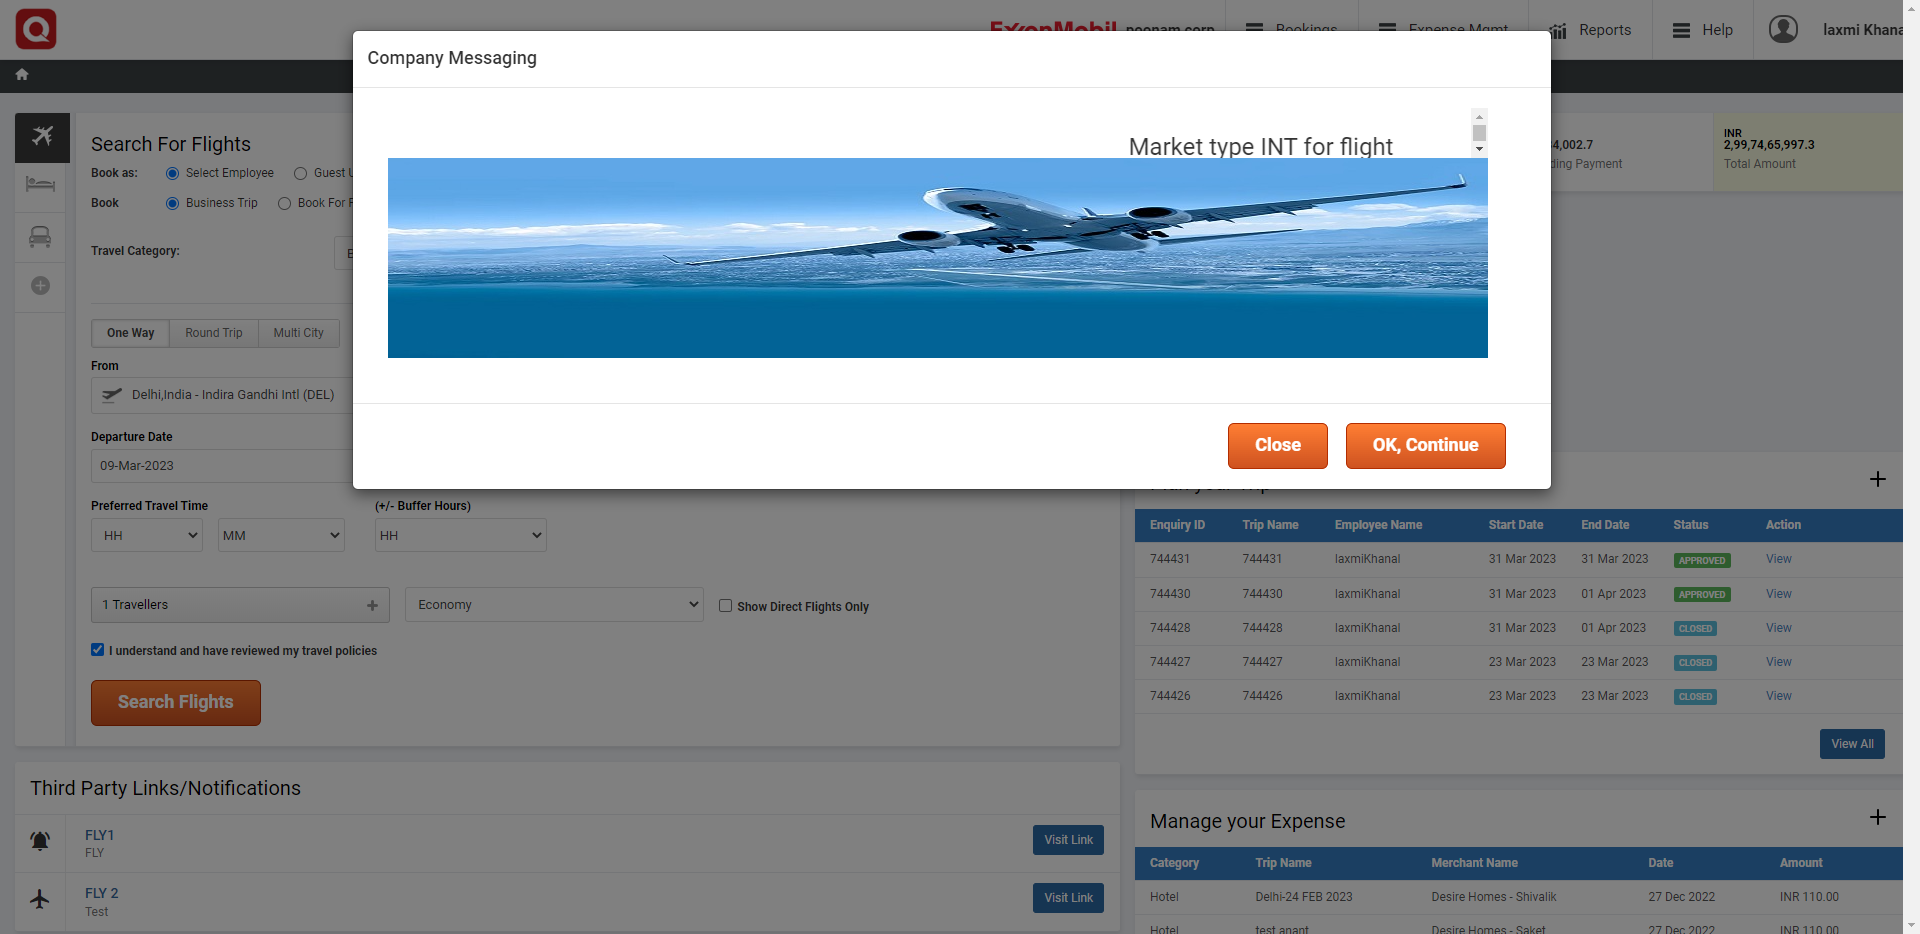 ExxonMobil poonam corp Bookings Expense Mgmt Reports Help laxmi Khana
Company Messaging
Market type INT for flight
Close OK, Continue
Search For Flights
Book as: Select Employee Guest U
Book Business Trip Book For F
Travel Category: B
One Way Round Trip Multi City
From
Delhi,India - Indira Gandhi Intl (DEL)
Departure Date
09-Mar-2023
Preferred Travel Time (+/- Buffer Hours)
HH MM HH
1 Travellers Economy Show Direct Flights Only
I understand and have reviewed my travel policies
Search Flights
4,002.7
ding Payment
INR
2,99,74,65,997.3
Total Amount
Enquiry ID Trip Name Employee Name Start Date End Date Status Action
744431 744431 laxmiKhanal 31 Mar 2023 31 Mar 2023 APPROVED View
744430 744430 laxmiKhanal 31 Mar 2023 01 Apr 2023 APPROVED View
744428 744428 laxmiKhanal 31 Mar 2023 01 Apr 2023 CLOSED View
744427 744427 laxmiKhanal 23 Mar 2023 23 Mar 2023 CLOSED View
744426 744426 laxmiKhanal 23 Mar 2023 23 Mar 2023 CLOSED View
View All
Third Party Links/Notifications
FLY1
FLY
Visit Link
FLY 2
Test
Visit Link
Manage your Expense
Category Trip Name Merchant Name Date Amount
Hotel Delhi-24 FEB 2023 Desire Homes - Shivalik 27 Dec 2022 INR 110.00
Hotel test anant Desire Homes - Saket 27 Dec 2022 INR 110.00